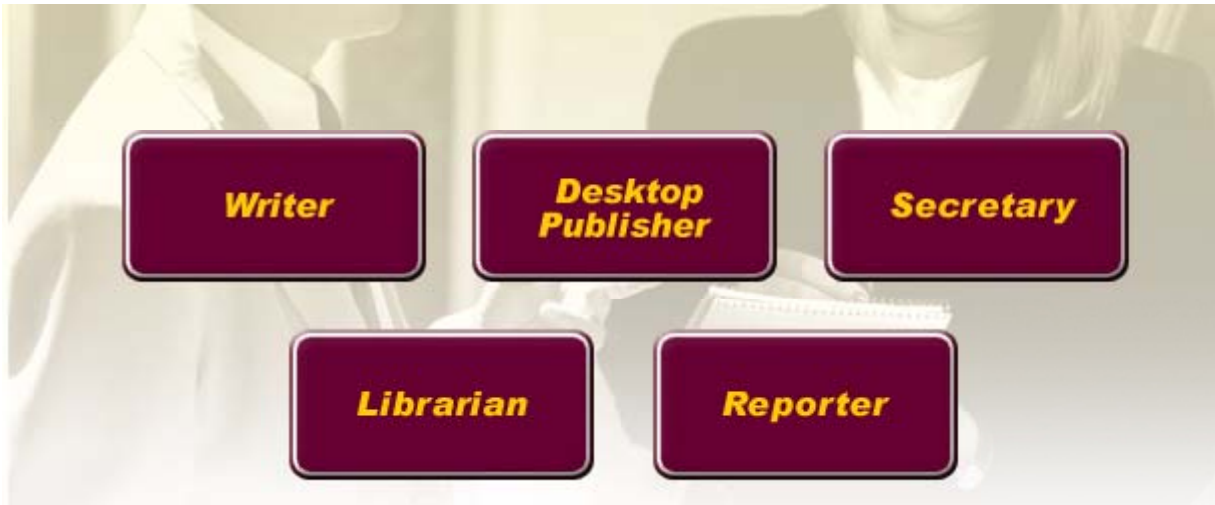 Writer
Desktop
Publisher
Secretary
Librarian
Reporter